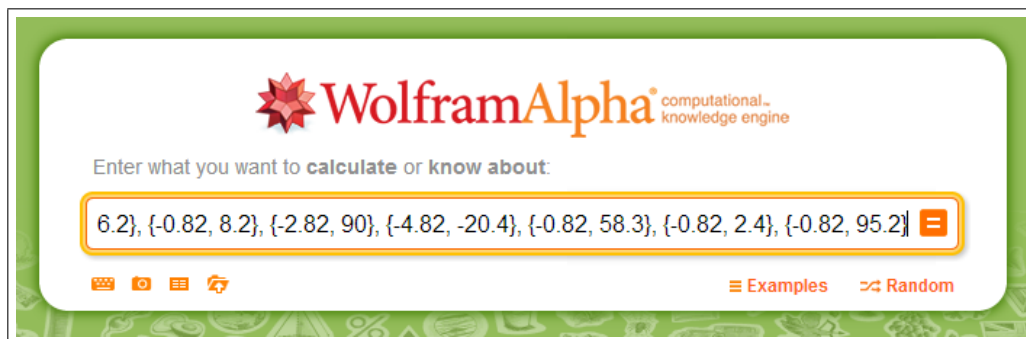 WolframAlpha computational knowledge engine
Enter what you want to calculate or know about:
6.2}, {-0.82, 8.2}, {-2.82, 90}, {-4.82, -20.4}, {-0.82, 58.3}, {-0.82, 2.4}, {-0.82, 95.2}
Examples Random